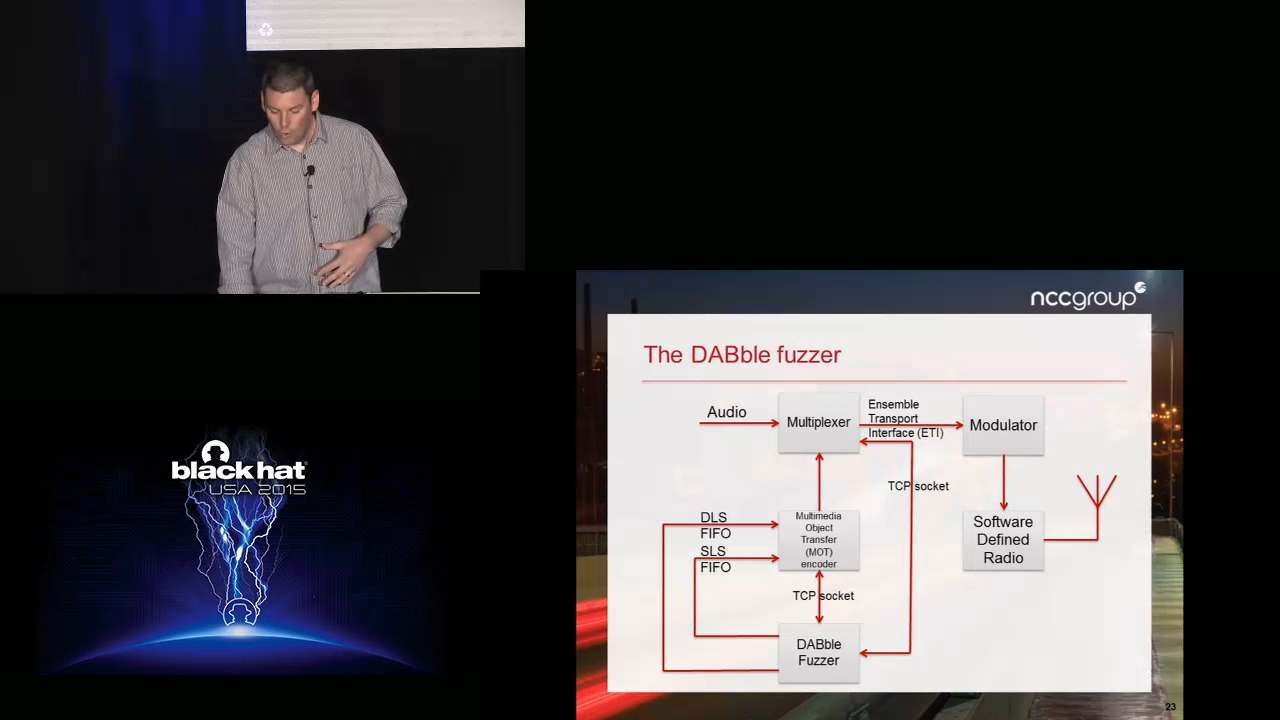 nccgroup
The DABble fuzzer
Audio
Multiplexer
Ensemble
Transport
Interface (ETI)
Modulator
TCP socket
DLS
FIFO
SLS
FIFO
Multimedia
Object
Transfer
(MOT)
encoder
Software
Defined
Radio
TCP socket
DABble
Fuzzer
23
black hat
USA 2015